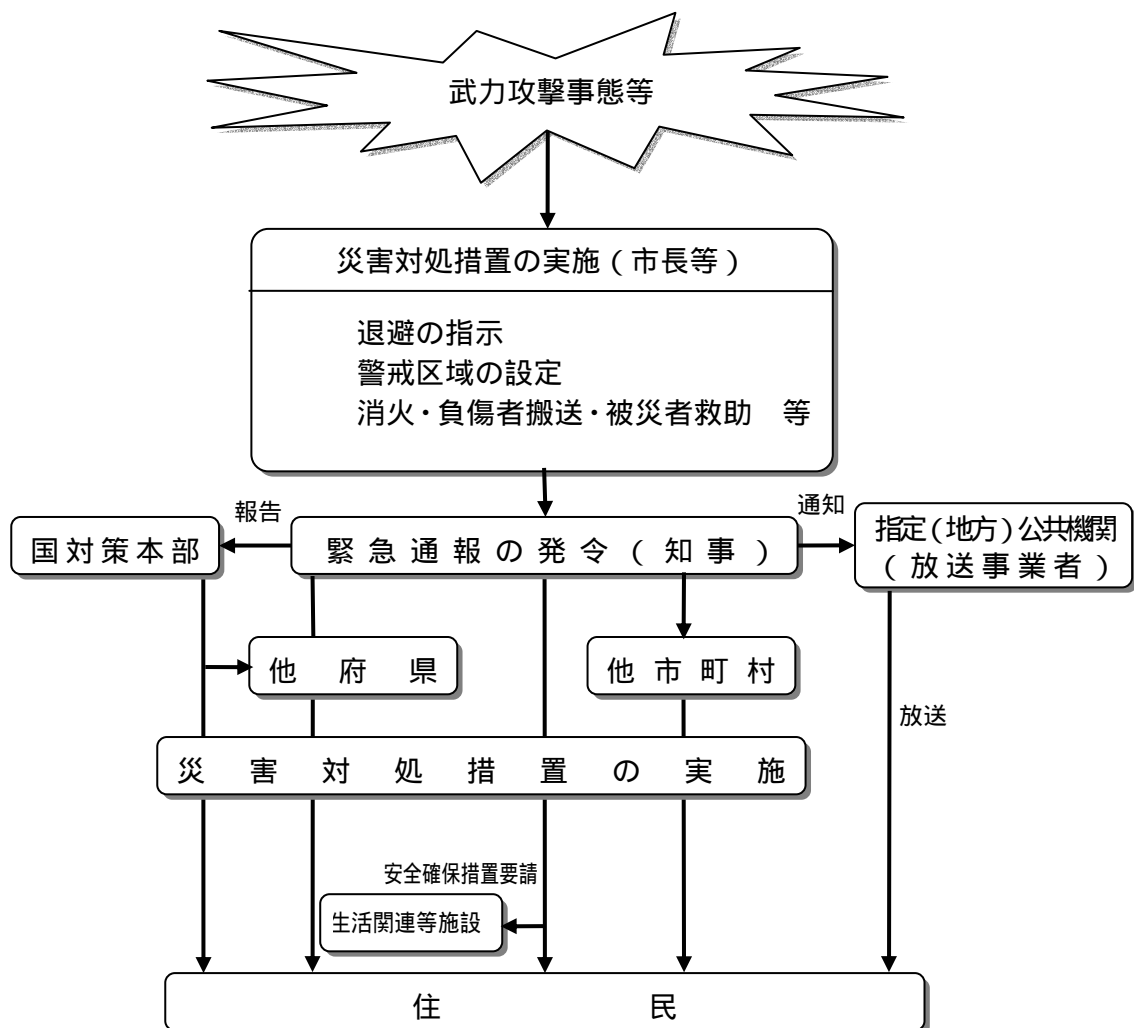 武力攻撃事態等
災害対処措置の実施(市長等)
退避の指示
警戒区域の設定
消火・負傷者搬送・被災者救助 等
報告
通知
国対策本部
緊急通報の発令(知事)
指定(地方)公共機関
(放送事業者)
他府県
他市町村
放送
災害対処措置の実施
安全確保措置要請
生活関連等施設
住民